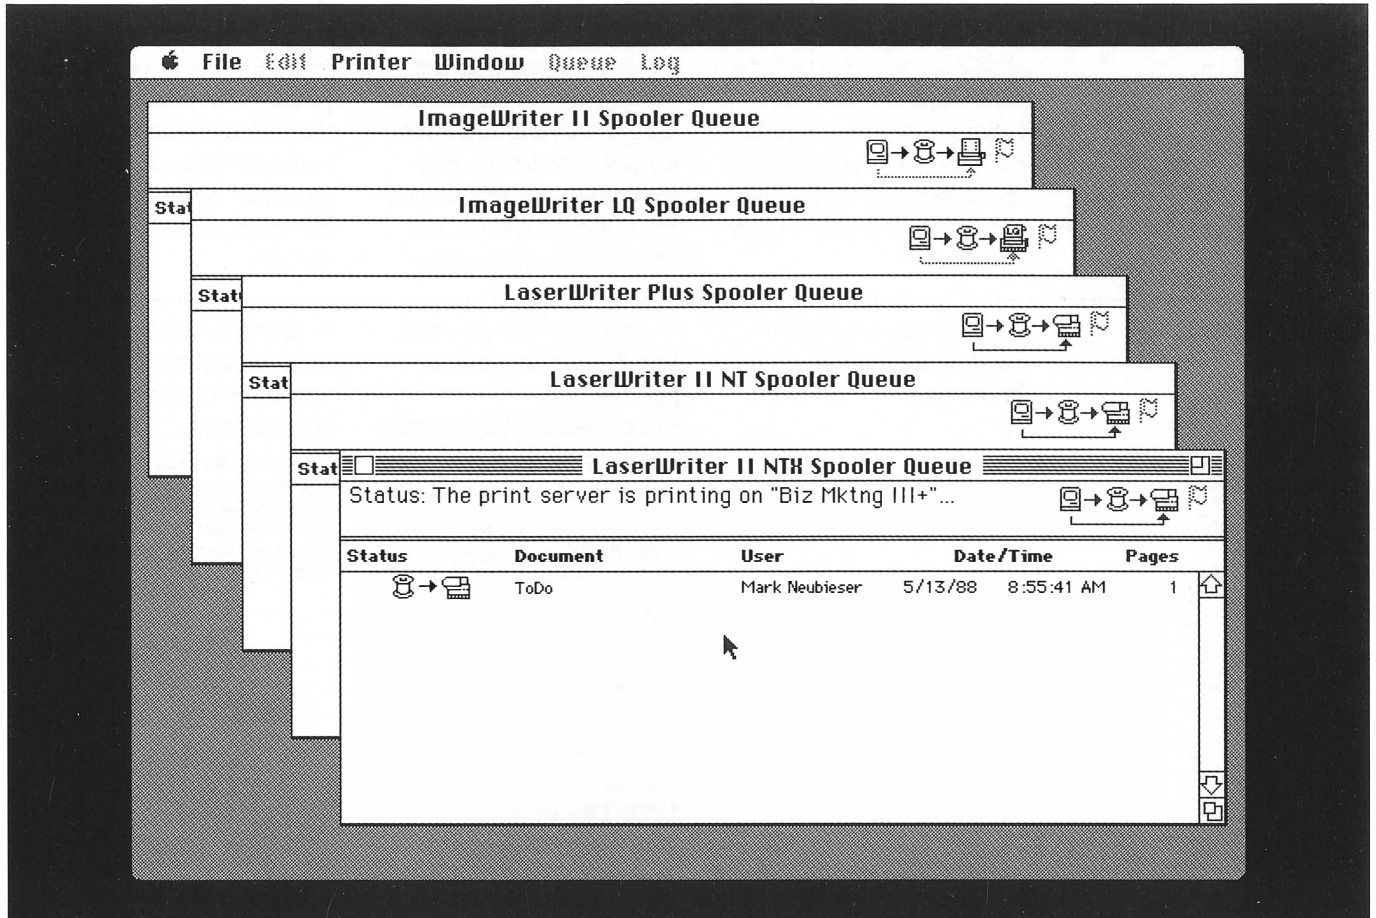 File Edit Printer Window Queue Log
ImageWriter II Spooler Queue
Stat
ImageWriter LQ Spooler Queue
LQ
Stat
LaserWriter Plus Spooler Queue
Stat
LaserWriter II NT Spooler Queue
Stat
LaserWriter II NTX Spooler Queue
Status: The print server is printing on "Biz Mktng III+"...
Status Document User Date/Time Pages
ToDo Mark Neubieser 5/13/88 8:55:41 AM 1